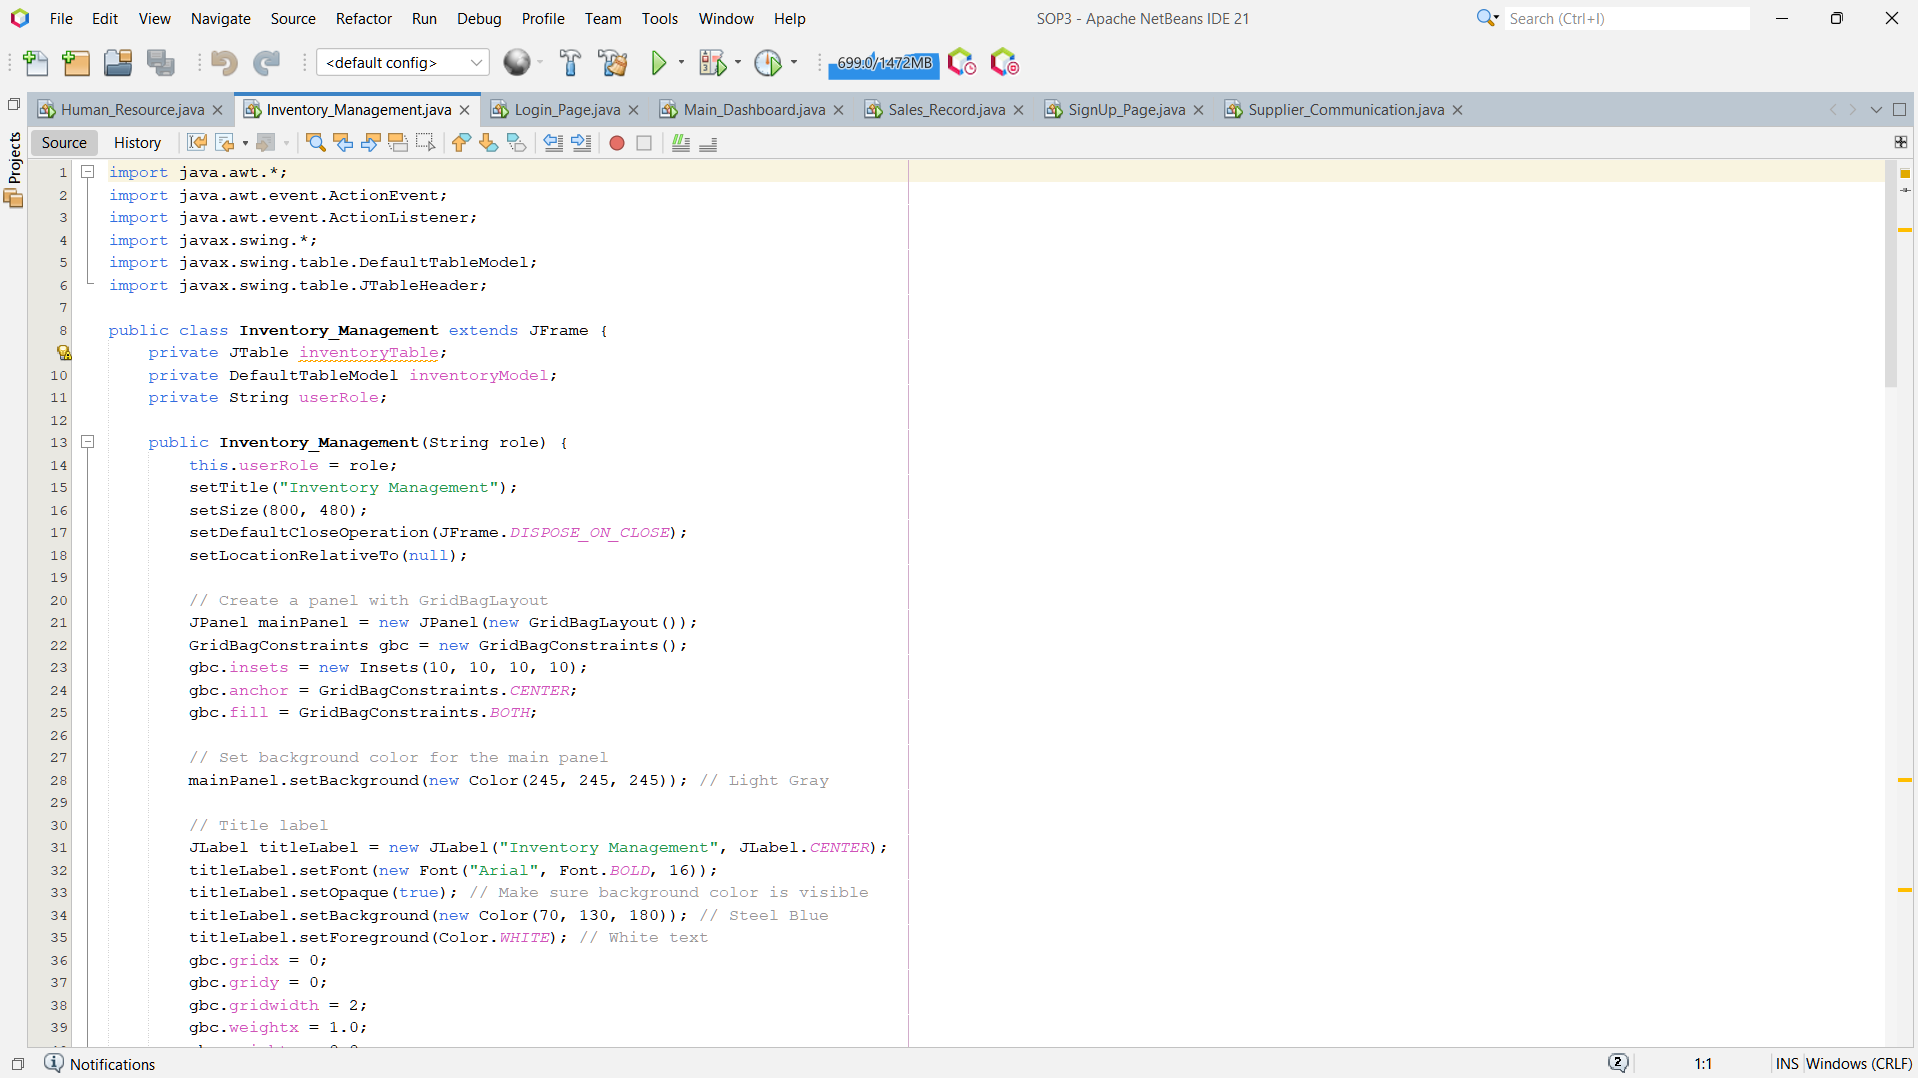 File Edit View Navigate Source Refactor Run Debug Profile Team Tools Window Help
SOP3 - Apache NetBeans IDE 21
Search (Ctrl+I)
<default config>
699.0/1472MB
Human_Resource.java
Inventory_Management.java
Login_Page.java
Main_Dashboard.java
Sales_Record.java
SignUp_Page.java
Supplier_Communication.java
Projects
Source History
1 import java.awt.*;
2 import java.awt.event.ActionEvent;
3 import java.awt.event.ActionListener;
4 import javax.swing.*;
5 import javax.swing.table.DefaultTableModel;
6 import javax.swing.table.JTableHeader;
7
8 public class Inventory_Management extends JFrame {
private JTable inventoryTable;
10 private DefaultTableModel inventoryModel;
11 private String userRole;
12
13 public Inventory_Management(String role) {
14 this.userRole = role;
15 setTitle("Inventory Management");
16 setSize(800, 480);
17 setDefaultCloseOperation(JFrame.DISPOSE_ON_CLOSE);
18 setLocationRelativeTo(null);
19
20 // Create a panel with GridBagLayout
21 JPanel mainPanel = new JPanel(new GridBagLayout());
22 GridBagConstraints gbc = new GridBagConstraints();
23 gbc.insets = new Insets(10, 10, 10, 10);
24 gbc.anchor = GridBagConstraints.CENTER;
25 gbc.fill = GridBagConstraints.BOTH;
26
27 // Set background color for the main panel
28 mainPanel.setBackground(new Color(245, 245, 245)); // Light Gray
29
30 // Title label
31 JLabel titleLabel = new JLabel("Inventory Management", JLabel.CENTER);
32 titleLabel.setFont(new Font("Arial", Font.BOLD, 16));
33 titleLabel.setOpaque(true); // Make sure background color is visible
34 titleLabel.setBackground(new Color(70, 130, 180)); // Steel Blue
35 titleLabel.setForeground(Color.WHITE); // White text
36 gbc.gridx = 0;
37 gbc.gridy = 0;
38 gbc.gridwidth = 2;
39 gbc.weightx = 1.0;
Notifications
2
1:1
INS
Windows (CRLF)